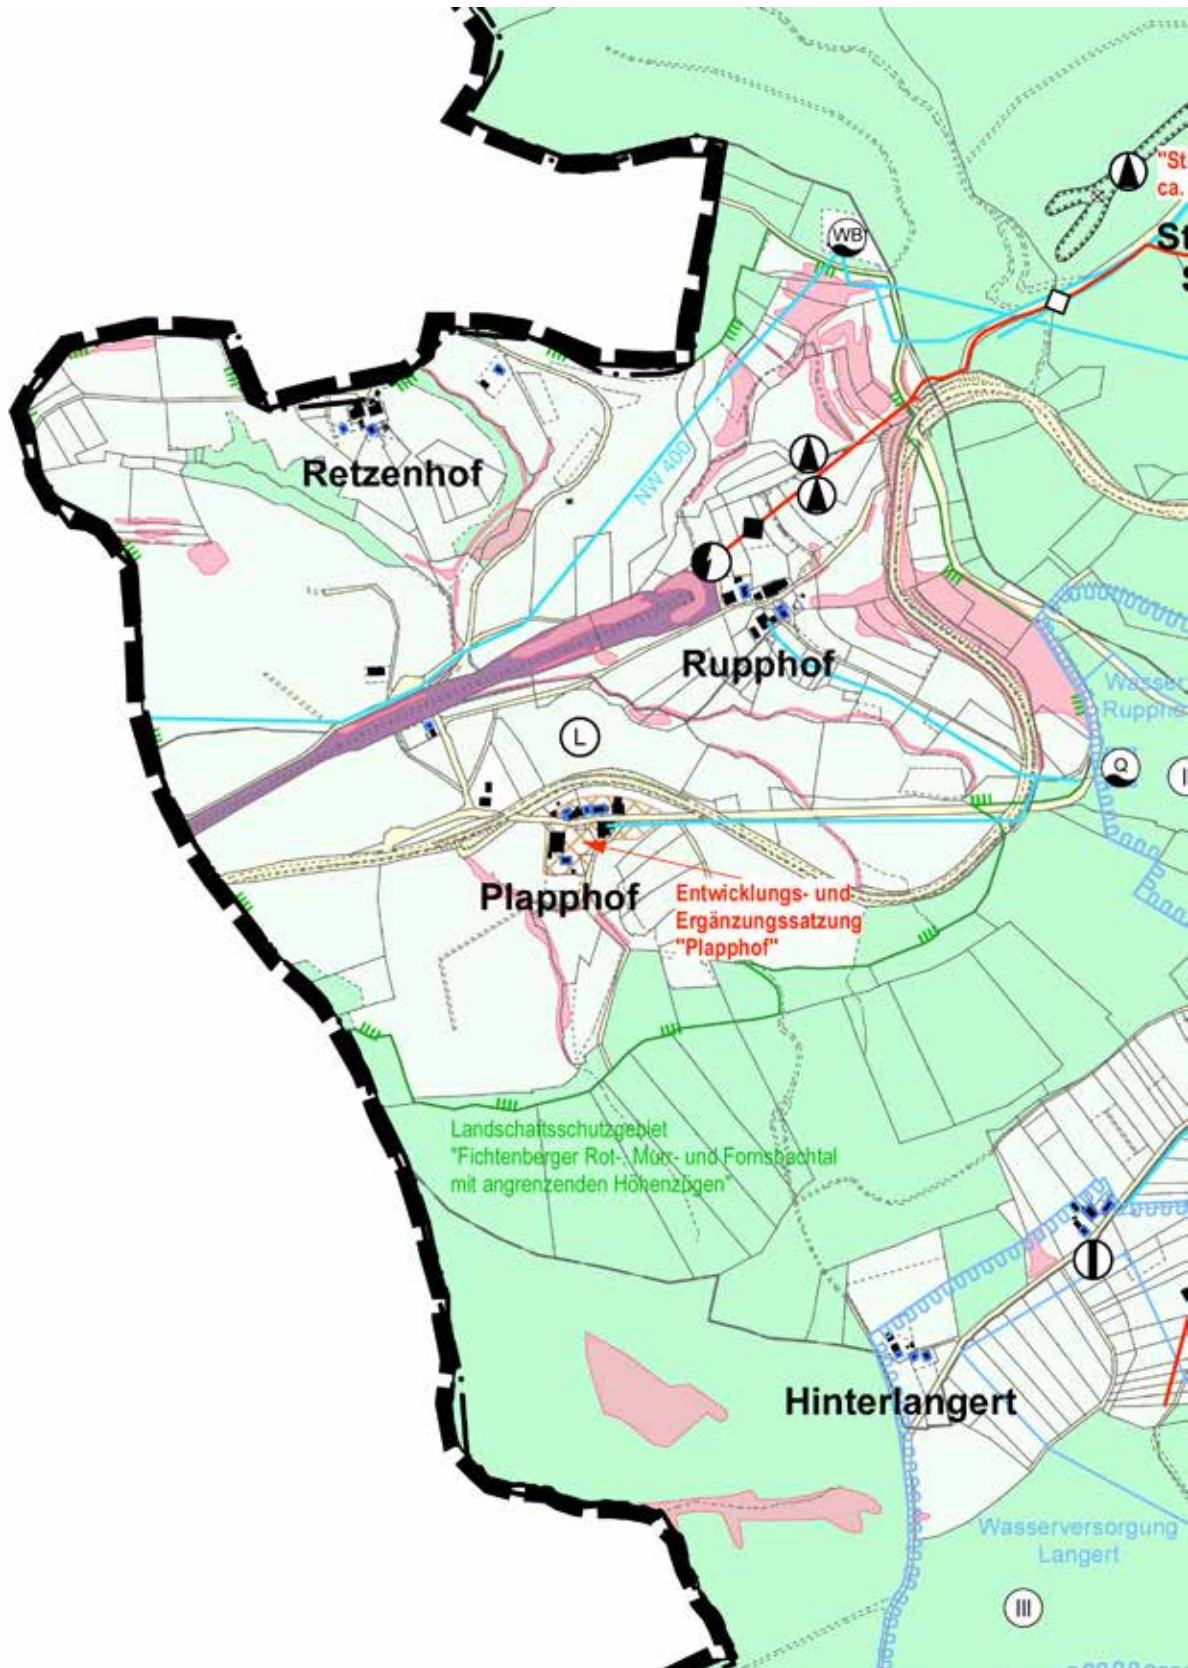 "St
ca.
St
S
WB
Retzenhof
NW 400
Rupphof
Wasser
Ruppho
L
Q
Plapphof
Entwicklungs- und
Ergänzungssatzung
"Plapphof"
Landschaftsschutzgebiet
"Fichtenberger Rot-, Murr- und Fornsbachtal
mit angrenzenden Höhenzügen"
Hinterlangert
Wasserversorgung
Langert
III